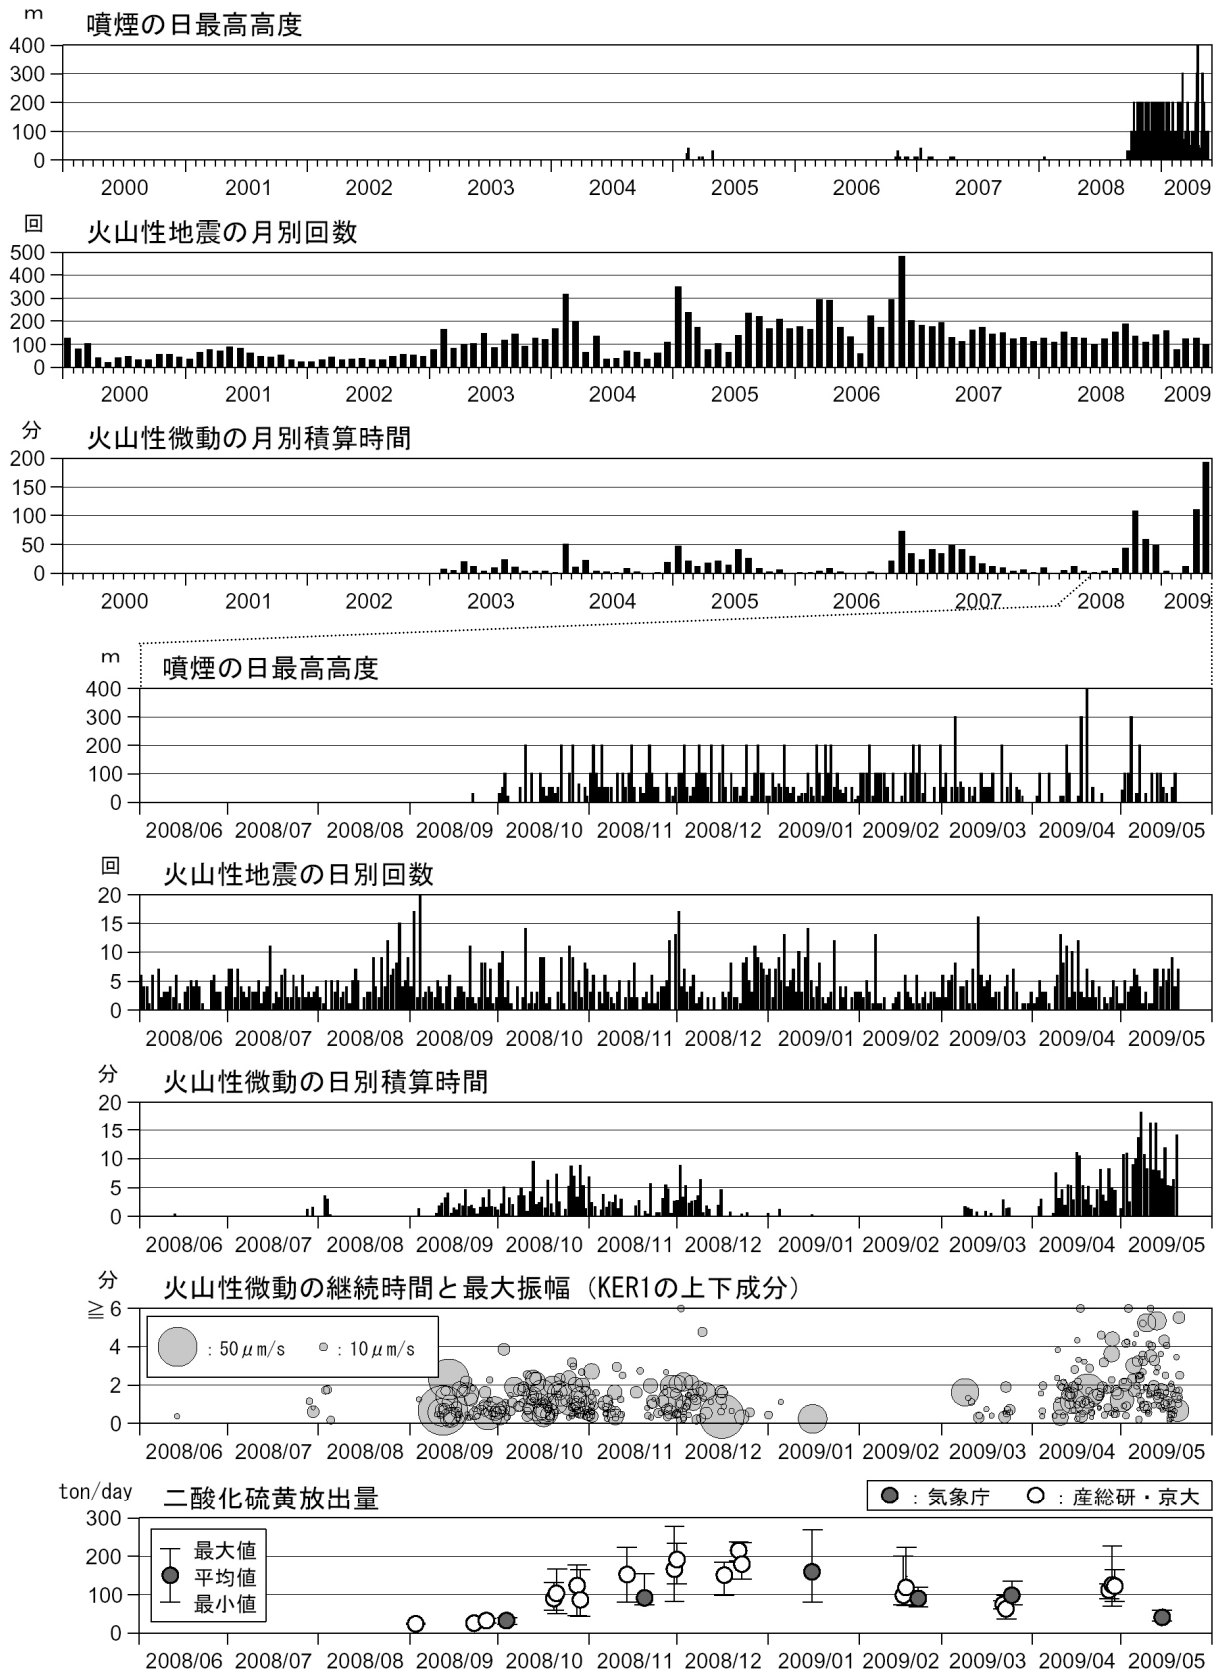 m
噴煙の日最高高度
400
300
200
100
0
2000 2001 2002 2003 2004 2005 2006 2007 2008 2009
回
火山性地震の月別回数
500
400
300
200
100
0
2000 2001 2002 2003 2004 2005 2006 2007 2008 2009
分
火山性微動の月別積算時間
200
150
100
50
0
2000 2001 2002 2003 2004 2005 2006 2007 2008 2009
m
噴煙の日最高高度
400
300
200
100
0
2008/06 2008/07 2008/08 2008/09 2008/10 2008/11 2008/12 2009/01 2009/02 2009/03 2009/04 2009/05
回
火山性地震の日別回数
20
15
10
5
0
2008/06 2008/07 2008/08 2008/09 2008/10 2008/11 2008/12 2009/01 2009/02 2009/03 2009/04 2009/05
分
火山性微動の日別積算時間
20
15
10
5
0
2008/06 2008/07 2008/08 2008/09 2008/10 2008/11 2008/12 2009/01 2009/02 2009/03 2009/04 2009/05
分
火山性微動の継続時間と最大振幅（KER1の上下成分）
≧ 6
4
2
0
：50μm/s ：10μm/s
2008/06 2008/07 2008/08 2008/09 2008/10 2008/11 2008/12 2009/01 2009/02 2009/03 2009/04 2009/05
ton/day
二酸化硫黄放出量
：気象庁 ：産総研・京大
300
200
100
0
最大値
平均値
最小値
2008/06 2008/07 2008/08 2008/09 2008/10 2008/11 2008/12 2009/01 2009/02 2009/03 2009/04 2009/05